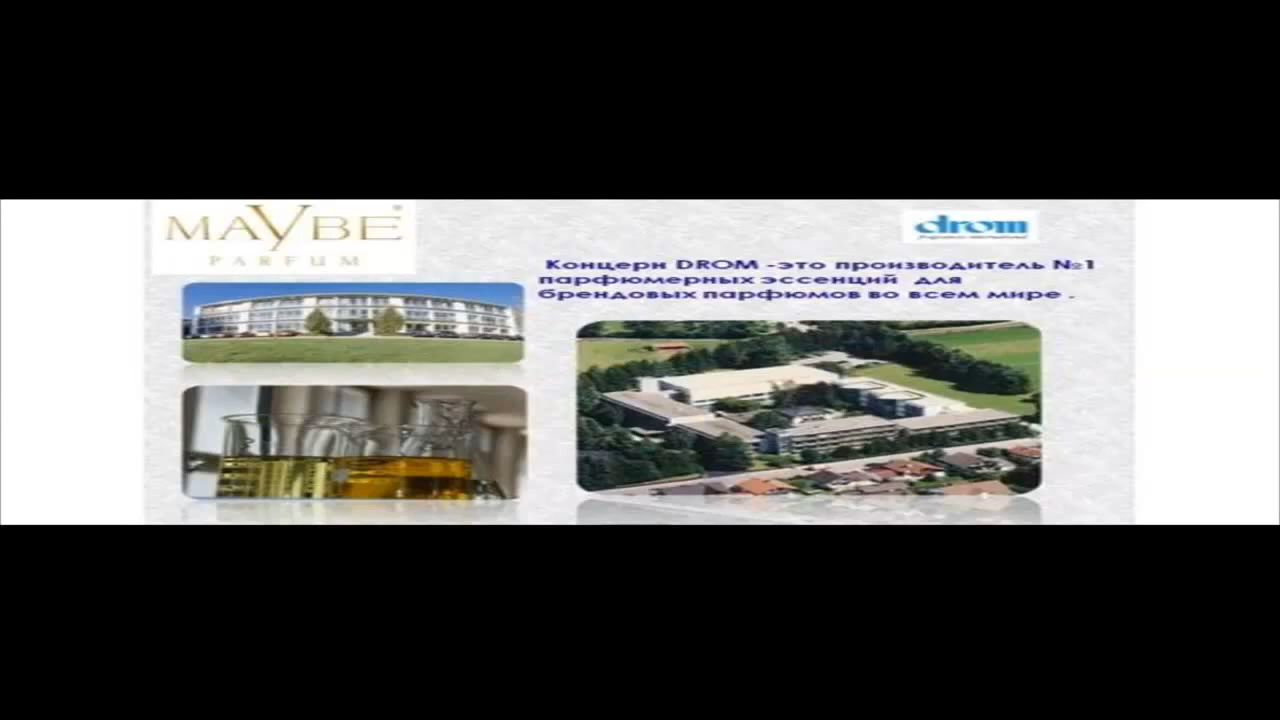 MAYBE®
PARFUM
drom
Концерн DROM -это производитель №1
парфюмерных эссенций для
брендовых парфюмов во всем мире .